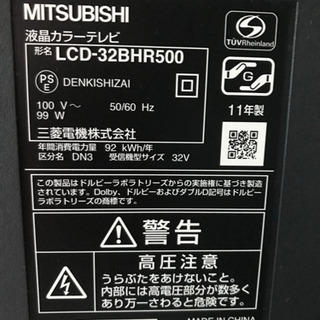 MITSUBISHI
液晶カラーテレビ
形名 LCD-32BHR500
TÜVRheinland
PS
E DENKISHIZAI
G
100 V～ 50/60 Hz
99 W
11年製
三菱電機株式会社
年間消費電力量 92 kWh/年
区分名 DN3 受信機型サイズ 32V
この製品はドルビーラボラトリーズからの実施権に基づき製造
されています。Dolby、ドルビー及びダブルD記号はドルビーラ
ボラトリーズの商標です。
警告
高圧注意
うらぶたをあけないこと。
内部には高電圧部分が数多く
あり万一さわると危険です。
MADE IN CHINA